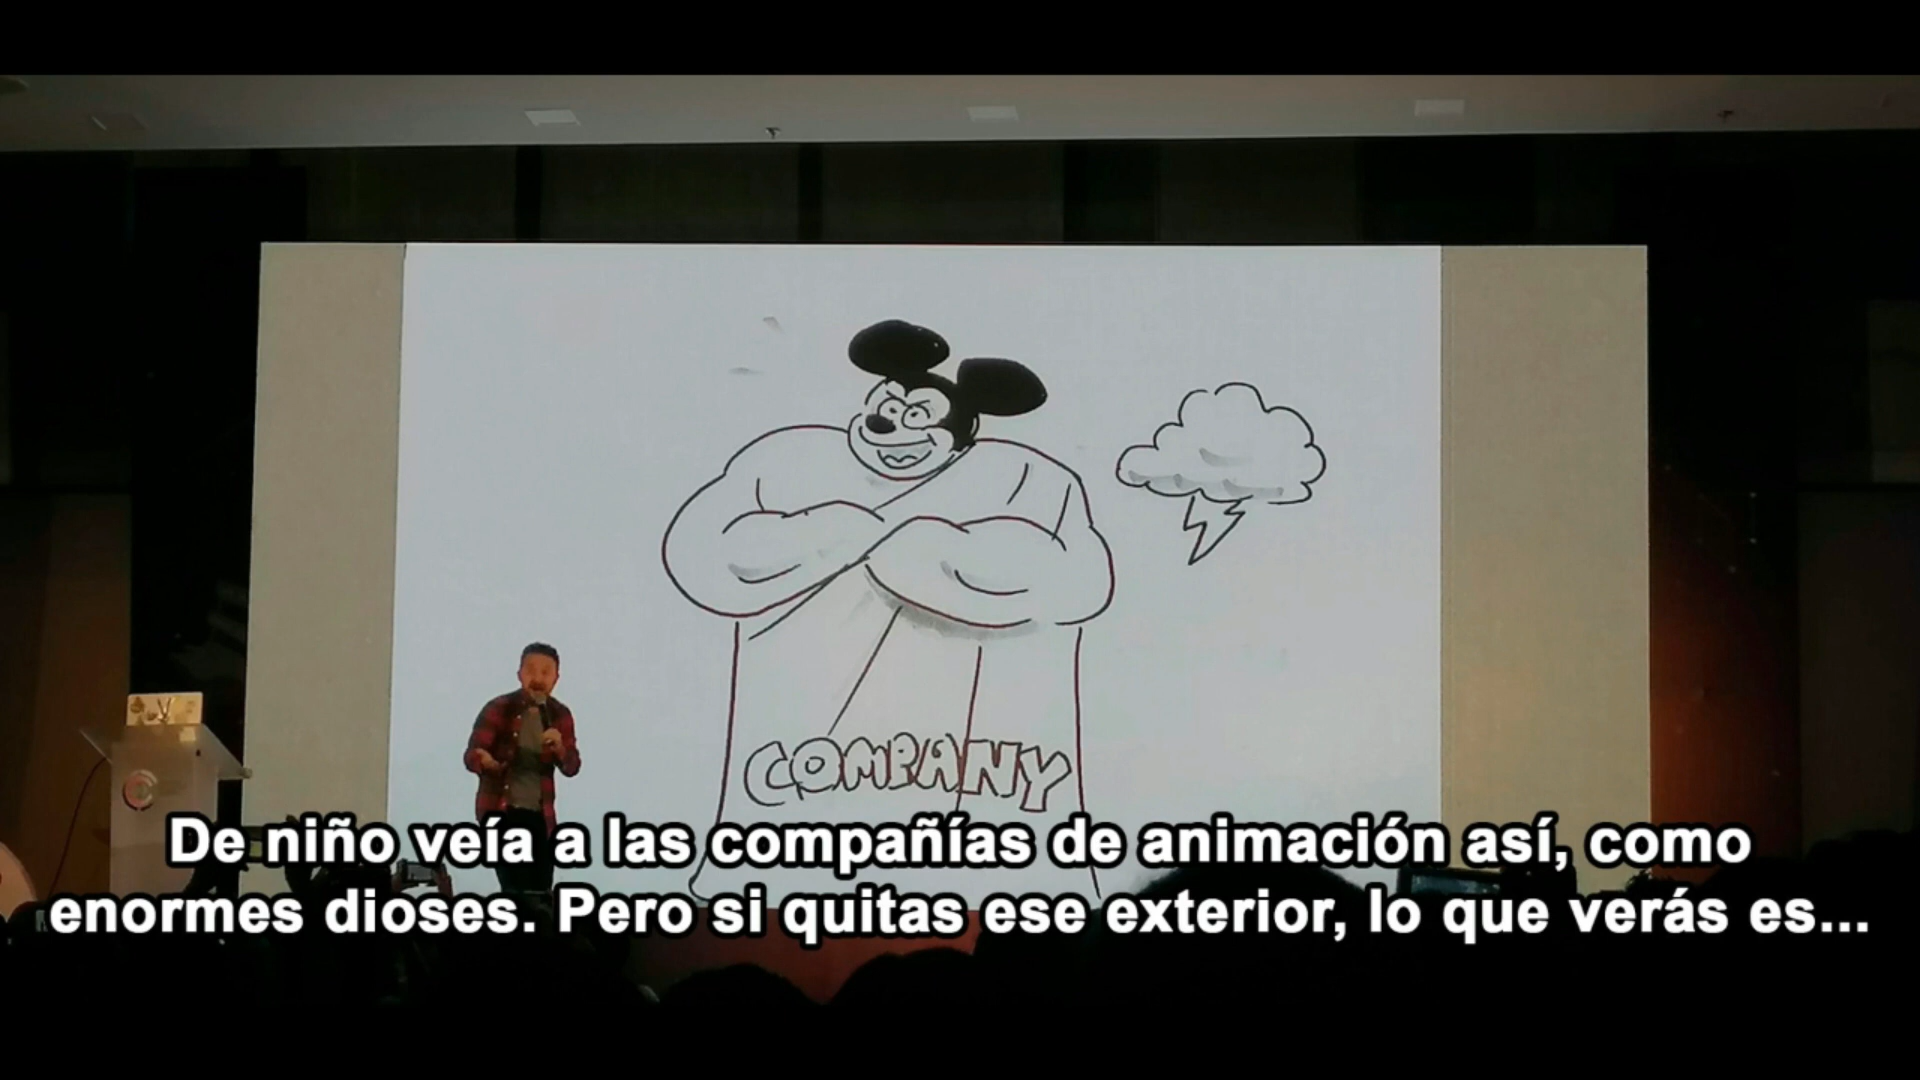 COMPANY
De niño veía a las compañías de animación así, como
enormes dioses. Pero si quitas ese exterior, lo que verás es...